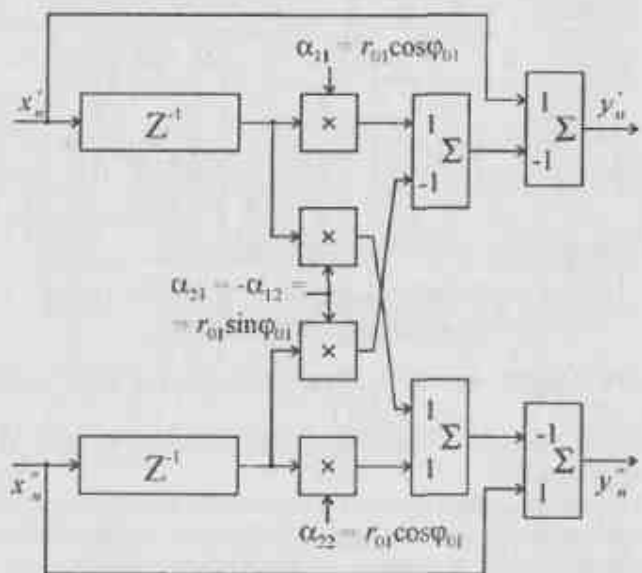 α₁₁ = r₀₁cosφ₀₁
x'ₙ
Z⁻¹
×
1
-1
Σ
1
-1
Σ
y'ₙ
×
α₂₁ = -α₁₂ =
= r₀₁sinφ₀₁
×
x''ₙ
Z⁻¹
×
1
1
Σ
-1
1
Σ
y''ₙ
α₂₂ = r₀₁cosφ₀₁